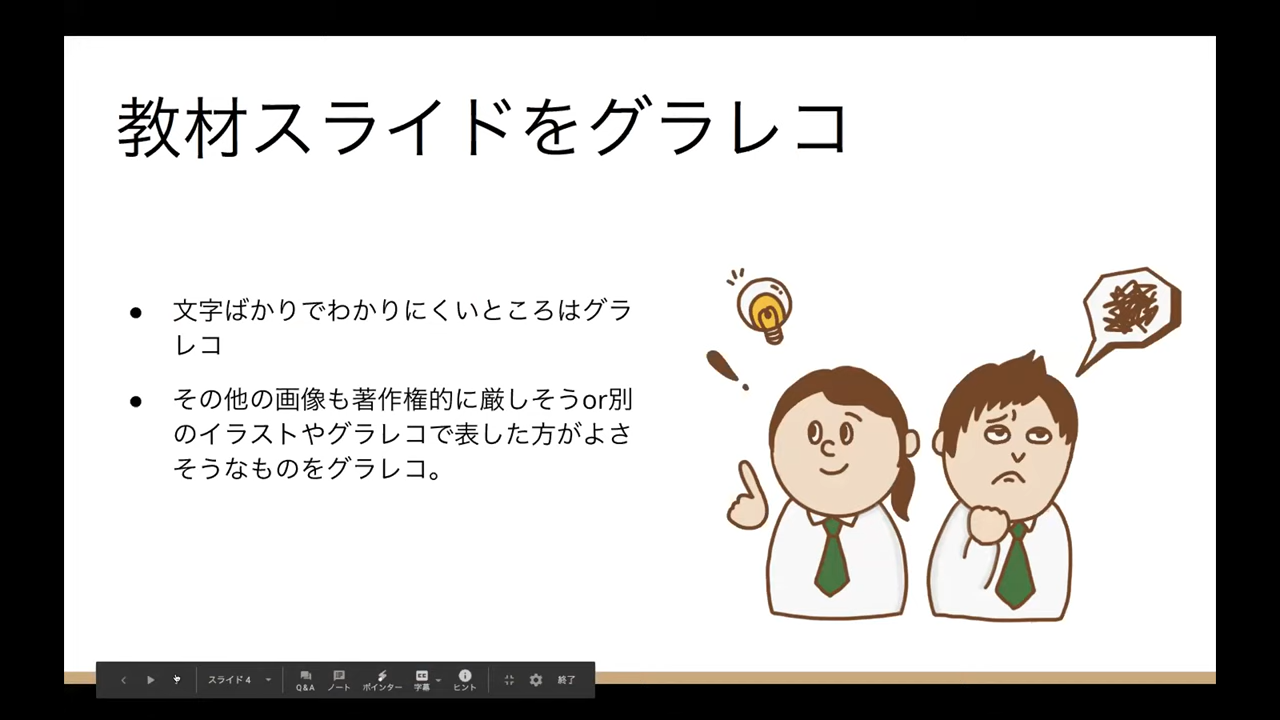 教材スライドをグラレコ
● 文字ばかりでわかりにくいところはグラ
レコ
● その他の画像も著作権的に厳しそうor別
のイラストやグラレコで表した方がよさ
そうなものをグラレコ。
スライド 4
Q&A
ノート
ポインター
字幕
ヒント
終了